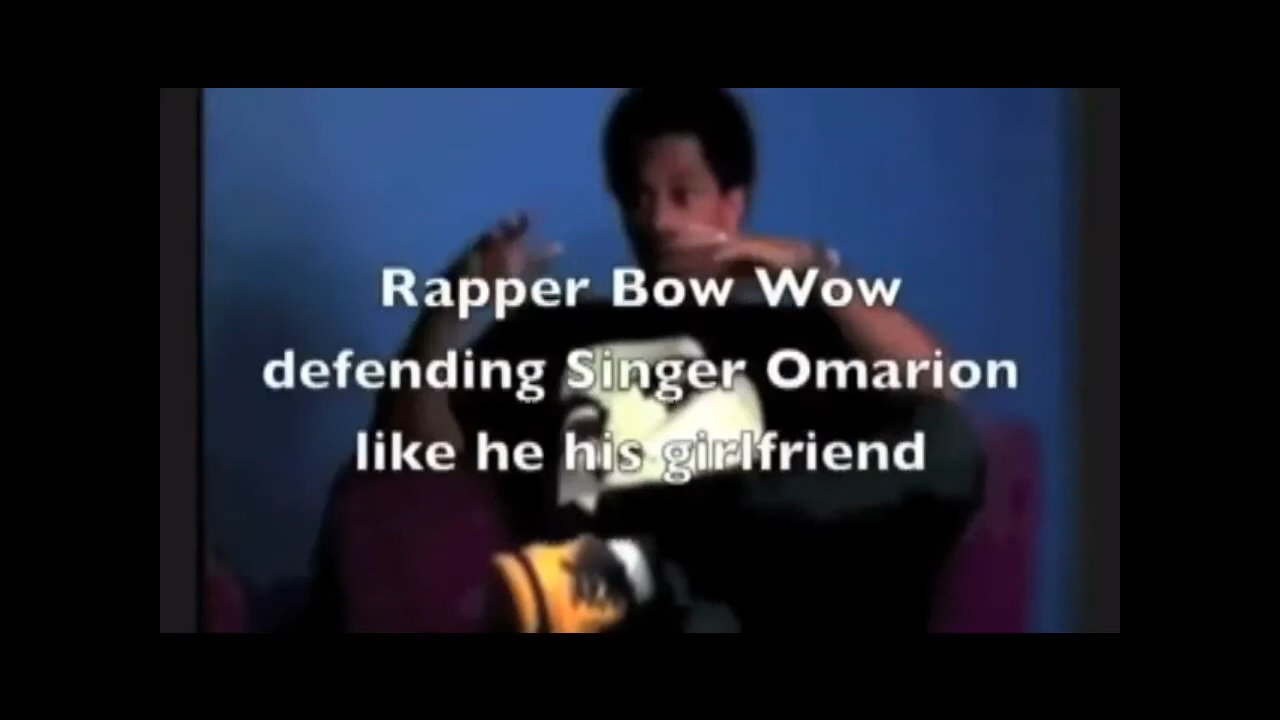 Rapper Bow Wow
defending Singer Omarion
like he his girlfriend